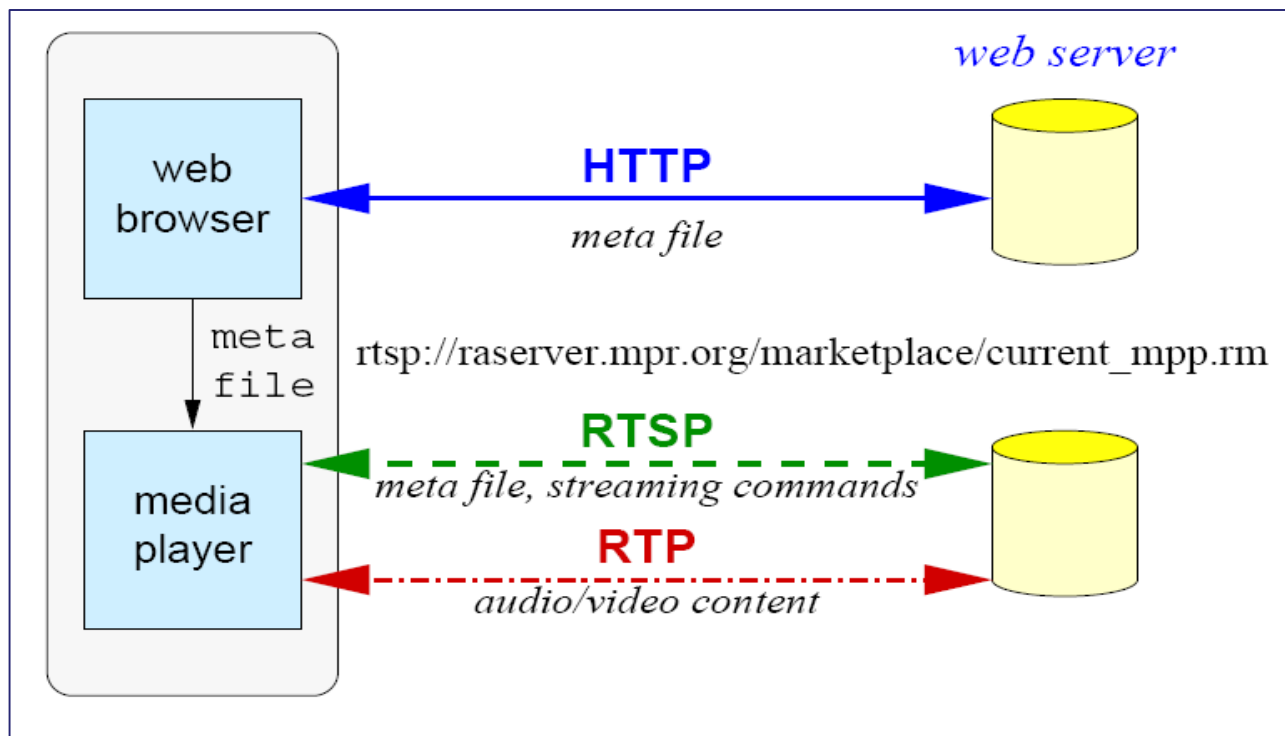 web server
web
browser
HTTP
meta file
meta
file
rtsp://raserver.mpr.org/marketplace/current_mpp.rm
media
player
RTSP
meta file, streaming commands
RTP
audio/video content